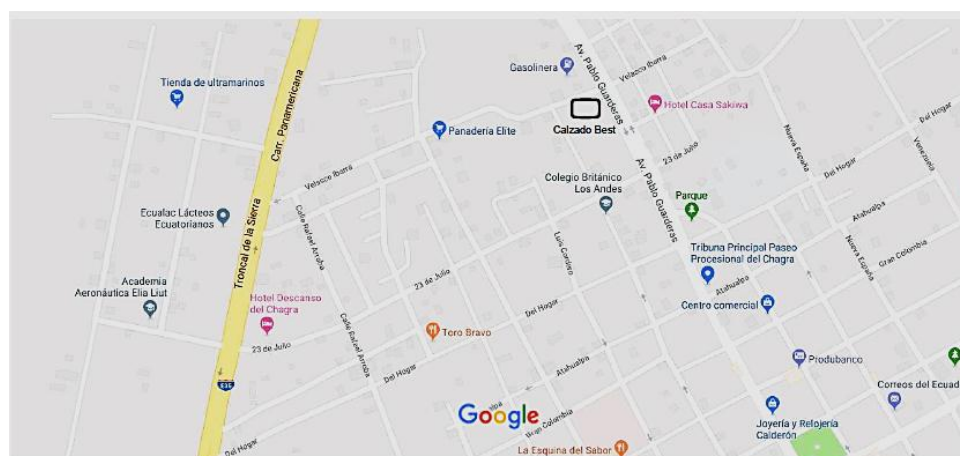 Gasolinera
Av. Pablo Guarderas
Velasco Ibarra
Tienda de ultramarinos
Carr. Panamericana
Hotel Casa Sakiwa
Calzado Best
Panadería Elite
Del Hogar
Nueva España
Venezuela
23 de Julio
Av. Pablo Guarderas
Del Hogar
Velasco Ibarra
Colegio Británico
Los Andes
Parque
Atahualpa
Ecualac Lácteos
Ecuatorianos
Troncal de la Sierra
Calle Rafael Arroba
Luis Cordero
Nueva España
Gran Colombia
Tribuna Principal Paseo
Procesional del Chagra
23 de Julio
Atahualpa
Academia
Aeronáutica Elia Liut
Hotel Descanso
del Chagra
Centro comercial
Del Hogar
Calle Rafael Arroba
Toro Bravo
23 de Julio
Atahualpa
Produbanco
Del Hogar
E35
Correos del Ecuad
Google
Gran Colombia
Joyería y Relojería
Calderón
La Esquina del Sabor